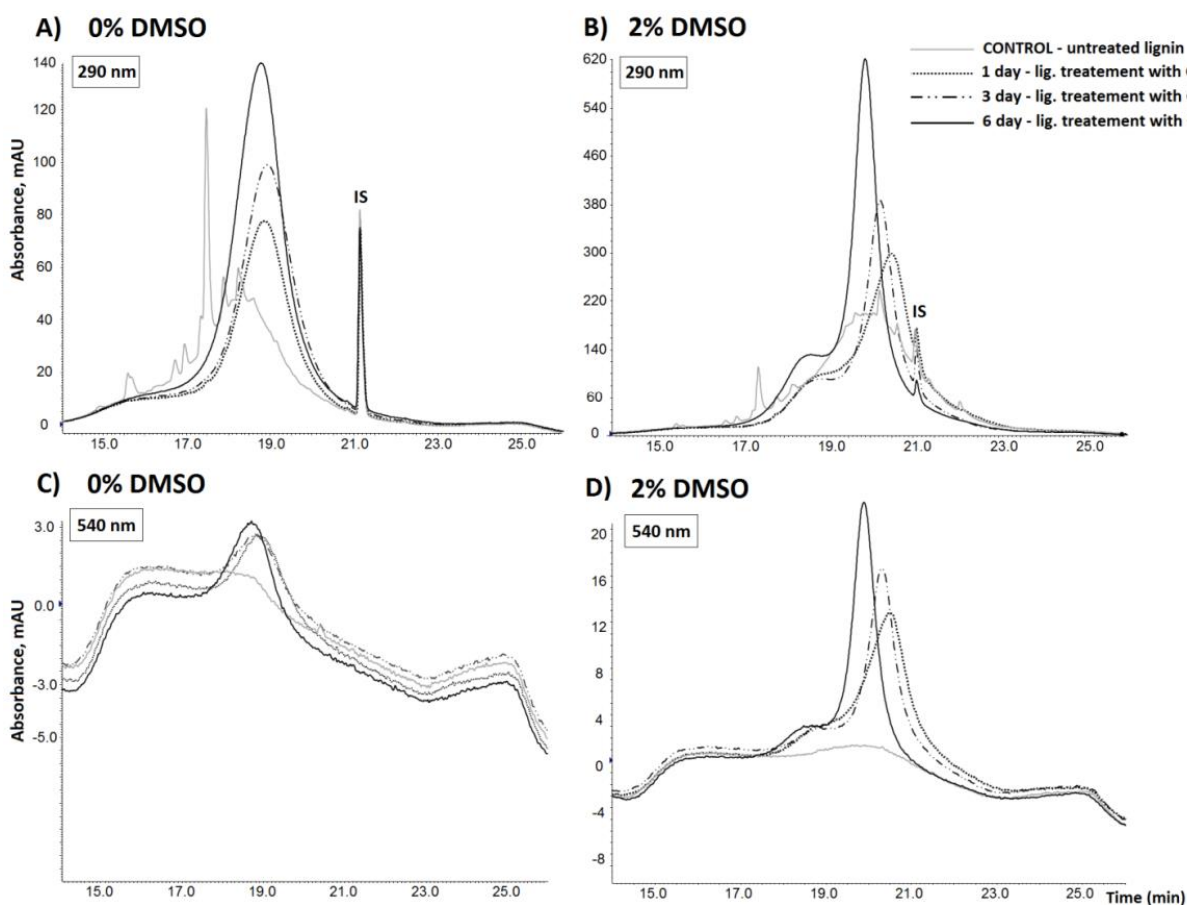 A) 0% DMSO
290 nm
Absorbance, mAU
140
120
100
80
60
40
20
0
IS
15.0 17.0 19.0 21.0 23.0 25.0
B) 2% DMSO
290 nm
CONTROL - untreated lignin
1 day - lig. treatement with
3 day - lig. treatement with
6 day - lig. treatement with
620
540
460
380
300
220
140
60
0
IS
15.0 17.0 19.0 21.0 23.0 25.0
C) 0% DMSO
540 nm
Absorbance, mAU
3.0
0.0
-3.0
-5.0
15.0 17.0 19.0 21.0 23.0 25.0
D) 2% DMSO
540 nm
20
16
12
8
4
0
-4
-8
15.0 17.0 19.0 21.0 23.0 25.0
Time (min)